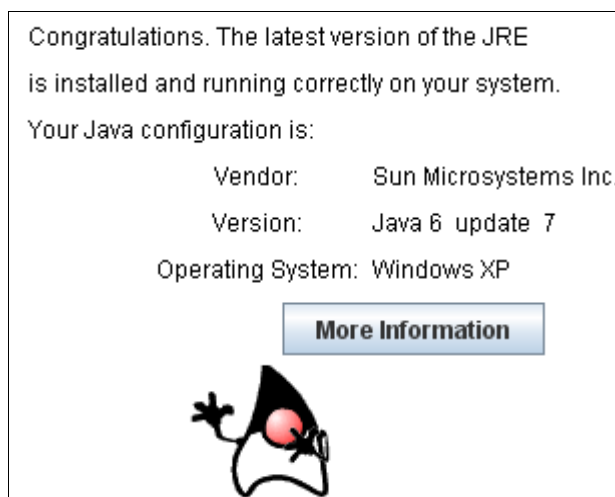 Congratulations. The latest version of the JRE
is installed and running correctly on your system.
Your Java configuration is:
Vendor: Sun Microsystems Inc.
Version: Java 6 update 7
Operating System: Windows XP
More Information